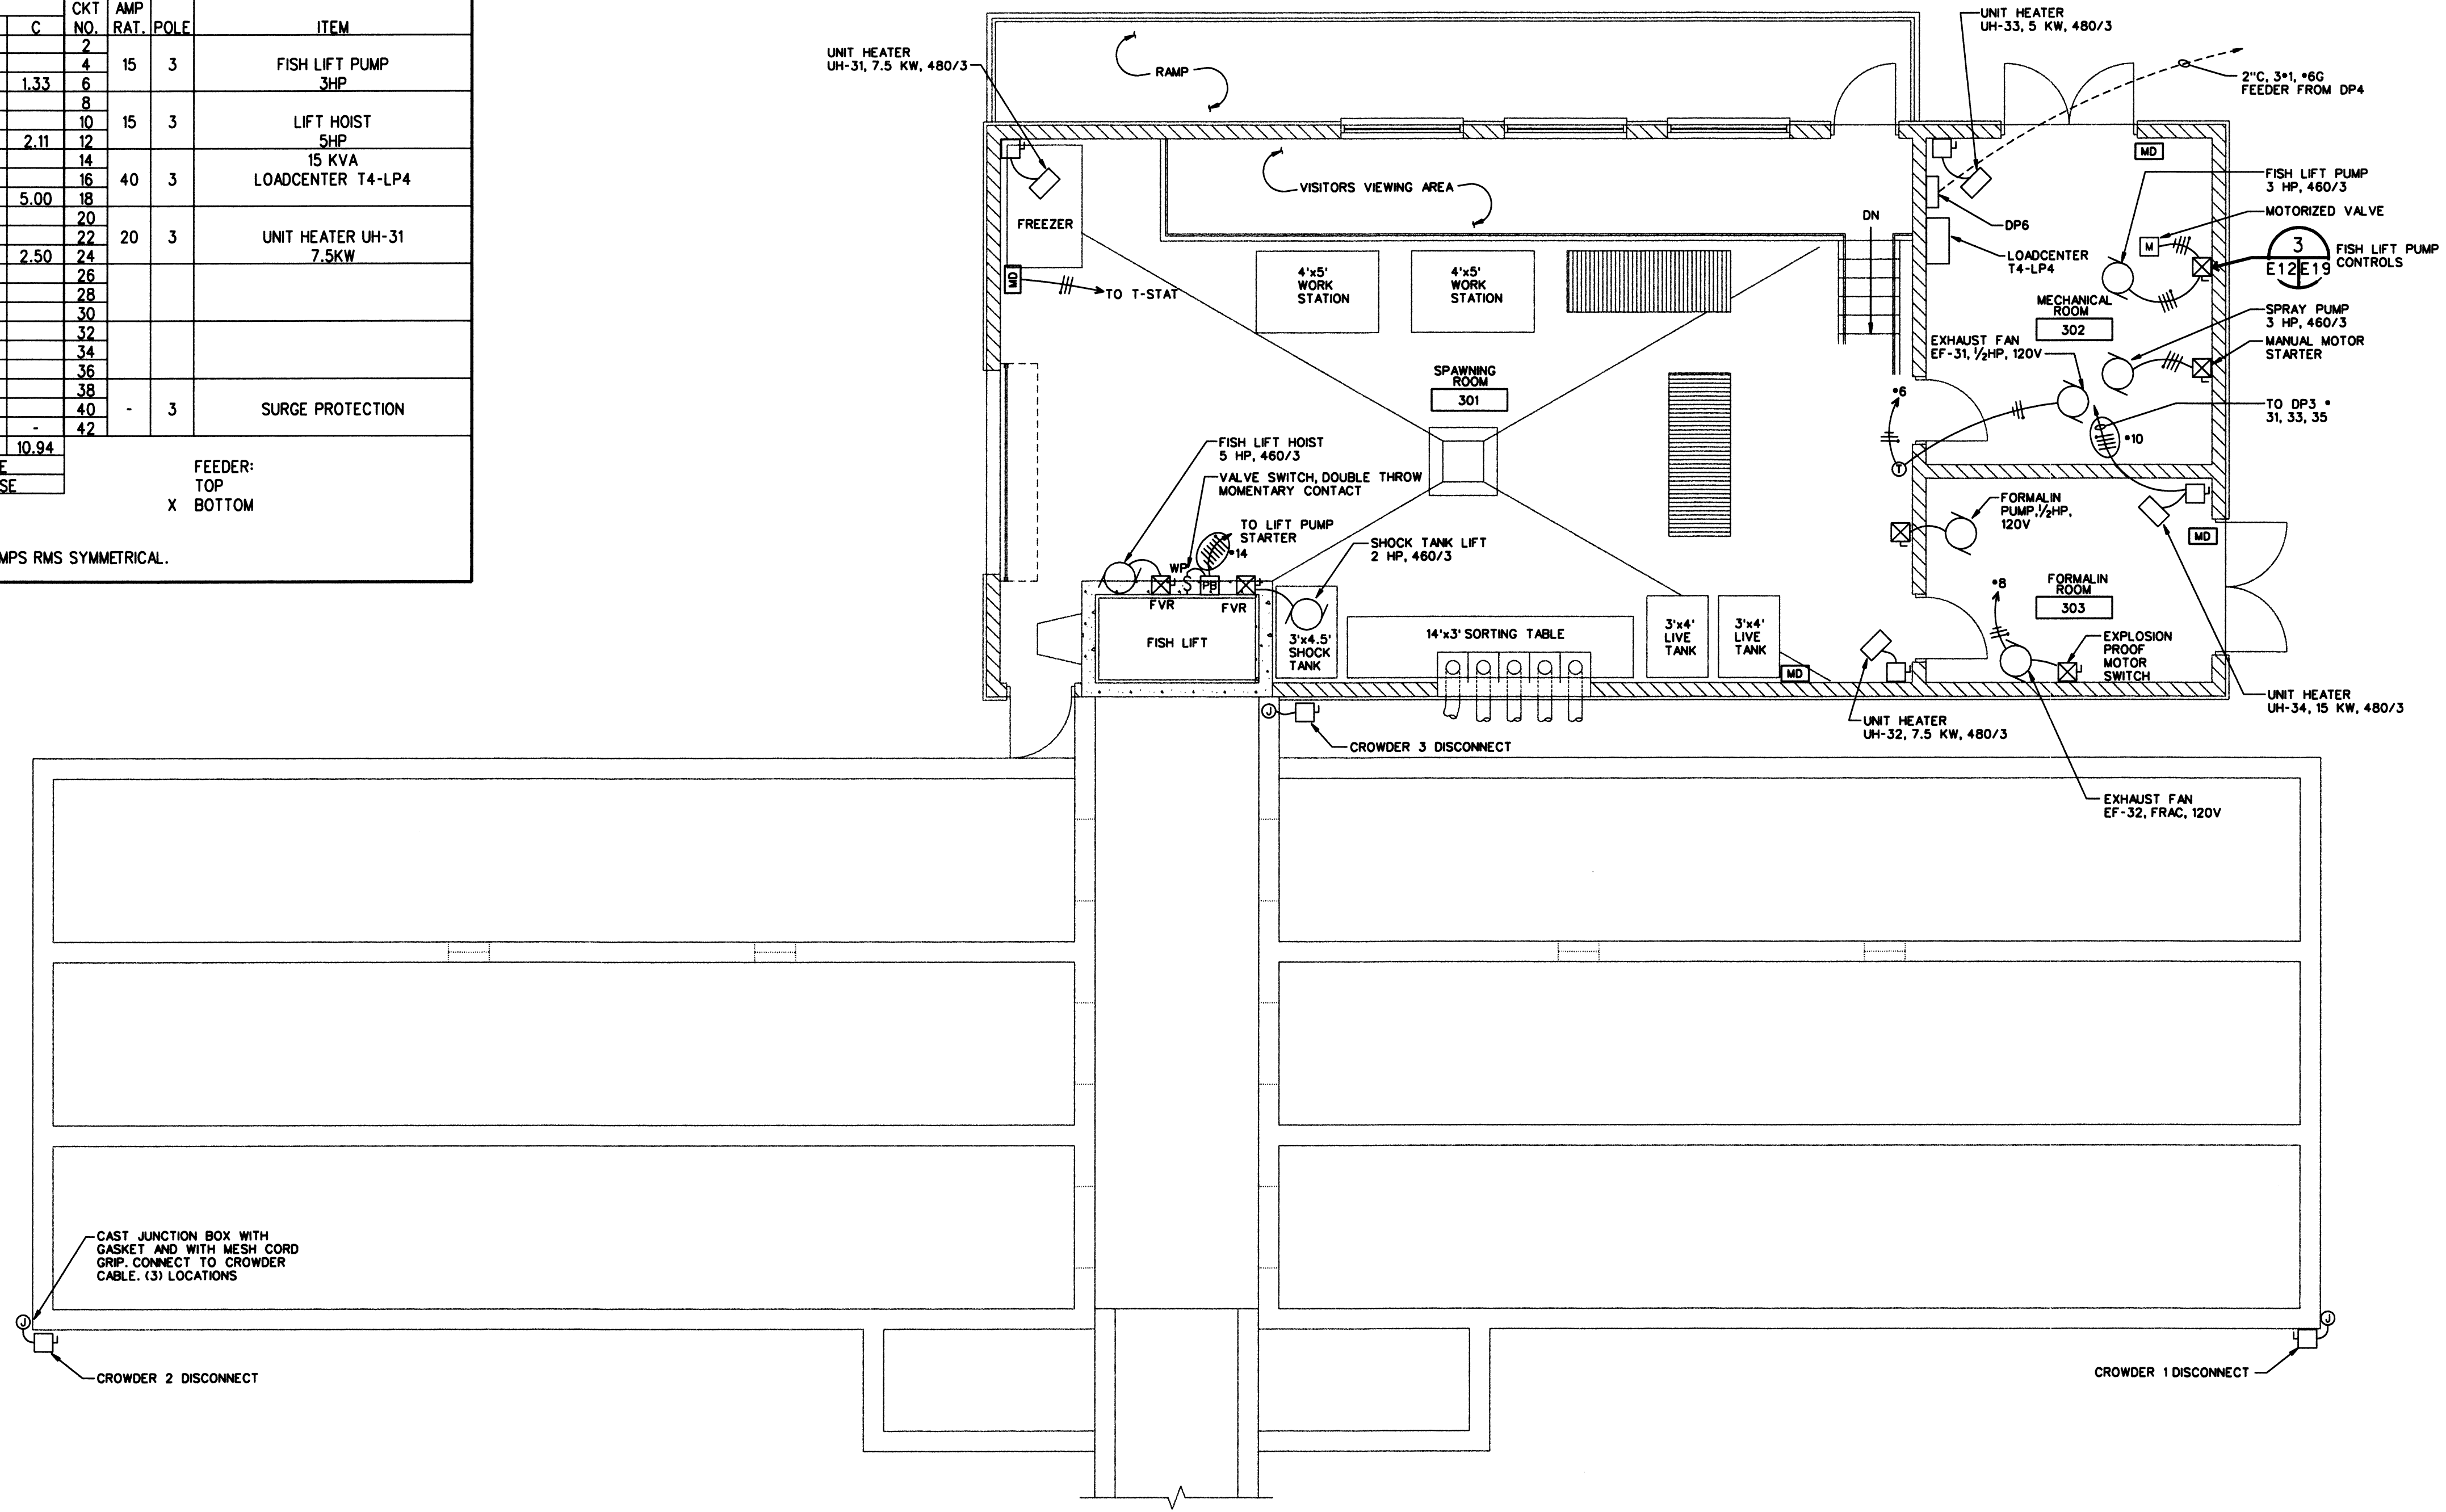 CKT AMP
C NO. RAT. POLE ITEM
2
4 15 3 FISH LIFT PUMP
1.33 6 3HP
8
10 15 3 LIFT HOIST
2.11 12 5HP
14 15 KVA
16 40 3 LOADCENTER T4-LP4
5.00 18
20
22 20 3 UNIT HEATER UH-31
2.50 24 7.5KW
26
28
30
32
34
36
38
40 - 3 SURGE PROTECTION
- 42
10.94
E
SE
FEEDER:
TOP
X BOTTOM
MPS RMS SYMMETRICAL.
UNIT HEATER
UH-31, 7.5 KW, 480/3
RAMP
UNIT HEATER
UH-33, 5 KW, 480/3
2"C, 3•1, •6G
FEEDER FROM DP4
MD
FREEZER
VISITORS VIEWING AREA
DN
DP6
LOADCENTER
T4-LP4
FISH LIFT PUMP
3 HP, 460/3
MOTORIZED VALVE
M
3
E12 E19
FISH LIFT PUMP
CONTROLS
MD
TO T-STAT
4'x5'
WORK
STATION
4'x5'
WORK
STATION
MECHANICAL
ROOM
302
SPRAY PUMP
3 HP, 460/3
MANUAL MOTOR
STARTER
EXHAUST FAN
EF-31, ½HP, 120V
SPAWNING
ROOM
301
•6
TO DP3 •
31, 33, 35
•10
T
FISH LIFT HOIST
5 HP, 460/3
VALVE SWITCH, DOUBLE THROW
MOMENTARY CONTACT
TO LIFT PUMP
STARTER
•14
SHOCK TANK LIFT
2 HP, 460/3
WP
S
PB
FVR
FVR
FISH LIFT
3'x4.5'
SHOCK
TANK
14'x3' SORTING TABLE
3'x4'
LIVE
TANK
3'x4'
LIVE
TANK
MD
FORMALIN
PUMP, ½HP,
120V
MD
•8
FORMALIN
ROOM
303
EXPLOSION
PROOF
MOTOR
SWITCH
UNIT HEATER
UH-34, 15 KW, 480/3
UNIT HEATER
UH-32, 7.5 KW, 480/3
J
CROWDER 3 DISCONNECT
EXHAUST FAN
EF-32, FRAC, 120V
CAST JUNCTION BOX WITH
GASKET AND WITH MESH CORD
GRIP. CONNECT TO CROWDER
CABLE. (3) LOCATIONS
J
CROWDER 2 DISCONNECT
J
CROWDER 1 DISCONNECT